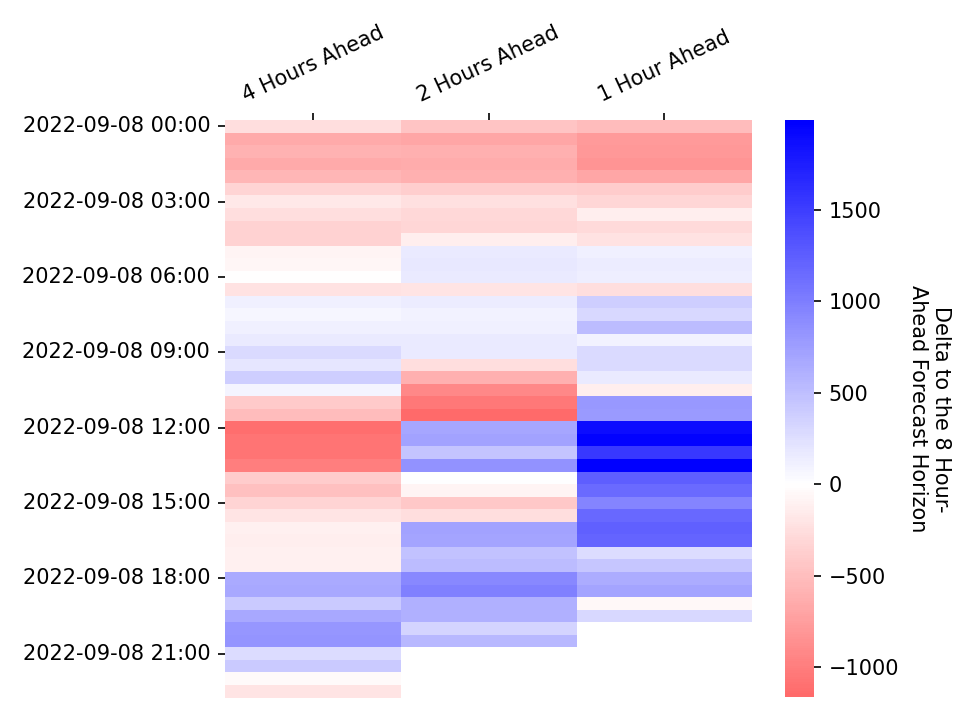 4 Hours Ahead
2 Hours Ahead
1 Hour Ahead
2022-09-08 00:00
2022-09-08 03:00
2022-09-08 06:00
2022-09-08 09:00
2022-09-08 12:00
2022-09-08 15:00
2022-09-08 18:00
2022-09-08 21:00
1500
1000
500
0
−500
−1000
Delta to the 8 Hour-
Ahead Forecast Horizon